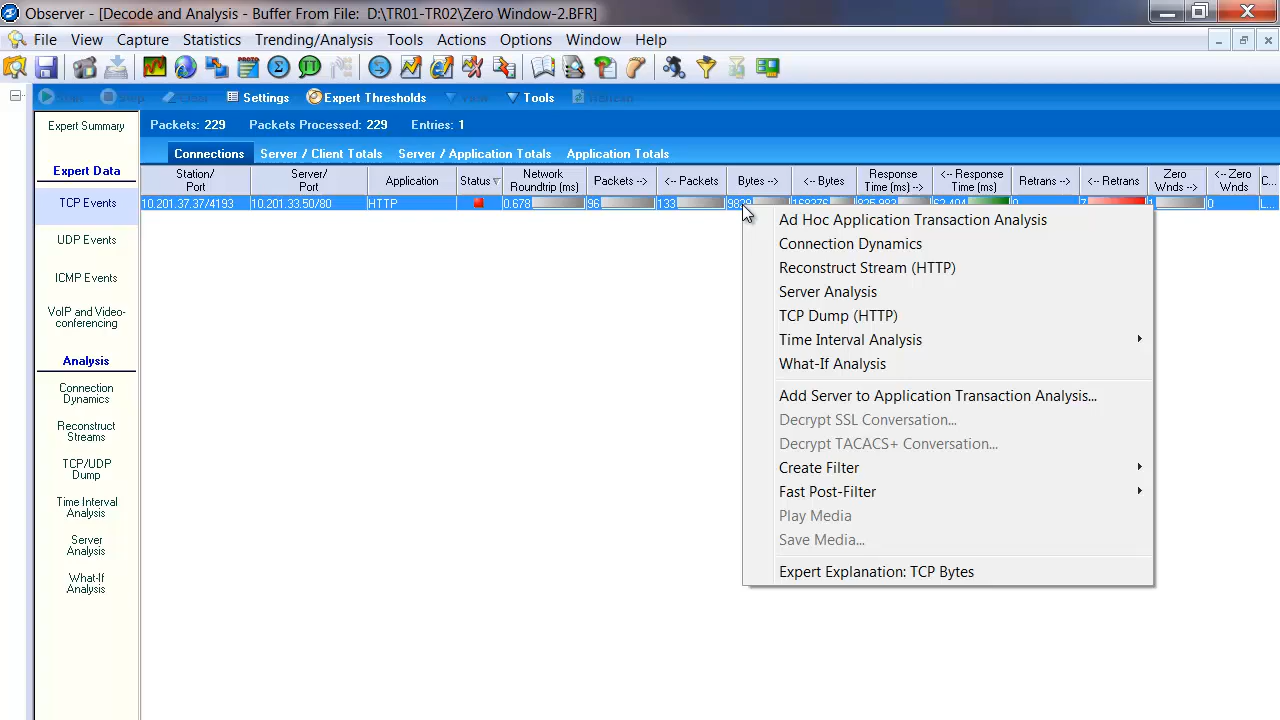 Observer - [Decode and Analysis - Buffer From File: D:\TR01-TR02\Zero Window-2.BFR]
File View Capture Statistics Trending/Analysis Tools Actions Options Window Help
Settings Expert Thresholds Tools
Expert Summary
Packets: 229 Packets Processed: 229 Entries: 1
Connections Server / Client Totals Server / Application Totals Application Totals
Expert Data
Station/ Port
Server/ Port
Application
Status
Network Roundtrip (ms)
Packets -->
<-- Packets
Bytes -->
<-- Bytes
Response Time (ms) -->
<-- Response Time (ms)
Retrans -->
<-- Retrans
Zero Wnds -->
<-- Zero Wnds
C...
10.201.37.37/4193 10.201.33.50/80 HTTP 0.678 96 133 0 L...
TCP Events
UDP Events
ICMP Events
VoIP and Video-
conferencing
Analysis
Connection
Dynamics
Reconstruct
Streams
TCP/UDP
Dump
Time Interval
Analysis
Server
Analysis
What-If
Analysis
Ad Hoc Application Transaction Analysis
Connection Dynamics
Reconstruct Stream (HTTP)
Server Analysis
TCP Dump (HTTP)
Time Interval Analysis
What-If Analysis
Add Server to Application Transaction Analysis...
Decrypt SSL Conversation...
Decrypt TACACS+ Conversation...
Create Filter
Fast Post-Filter
Play Media
Save Media...
Expert Explanation: TCP Bytes